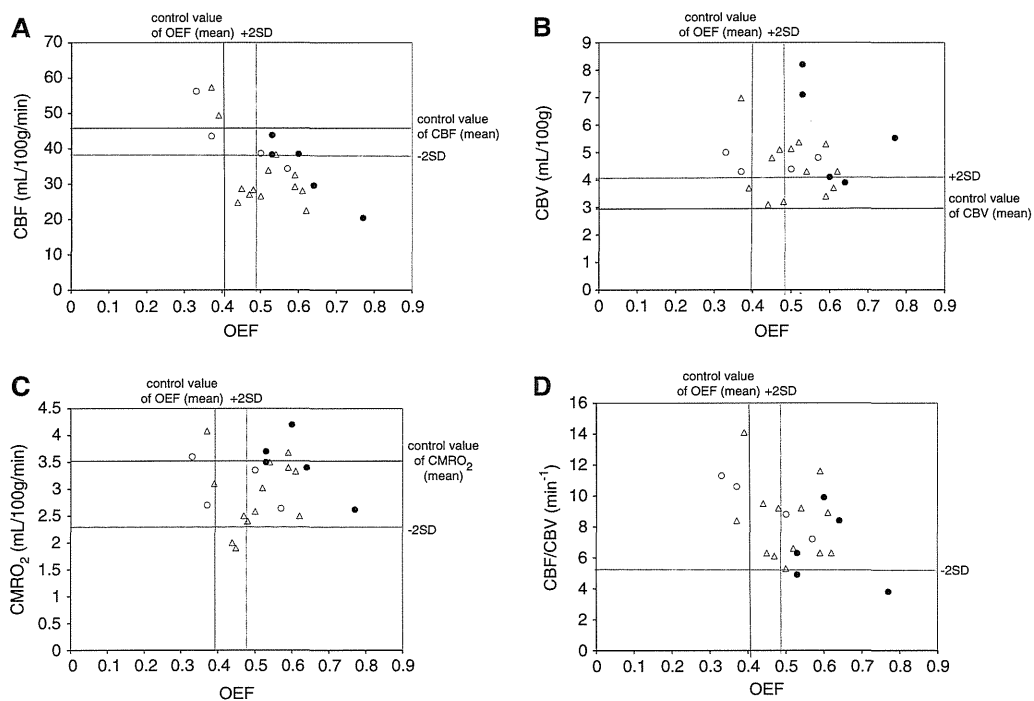 A
control value
of OEF (mean) +2SD
70
60
50
40
30
20
10
0
CBF (mL/100g/min)
control value
of CBF (mean)
-2SD
0 0.1 0.2 0.3 0.4 0.5 0.6 0.7 0.8 0.9
OEF
B
control value
of OEF (mean) +2SD
9
8
7
6
5
4
3
2
1
0
CBV (mL/100g)
+2SD
control value
of CBV (mean)
0 0.1 0.2 0.3 0.4 0.5 0.6 0.7 0.8 0.9
OEF
C
control value
of OEF (mean) +2SD
4.5
4
3.5
3
2.5
2
1.5
1
0.5
0
CMRO2 (mL/100g/min)
control value
of CMRO2
(mean)
-2SD
0 0.1 0.2 0.3 0.4 0.5 0.6 0.7 0.8 0.9
OEF
D
control value
of OEF (mean) +2SD
16
14
12
10
8
6
4
2
0
CBF/CBV (min-1)
-2SD
0 0.1 0.2 0.3 0.4 0.5 0.6 0.7 0.8 0.9
OEF